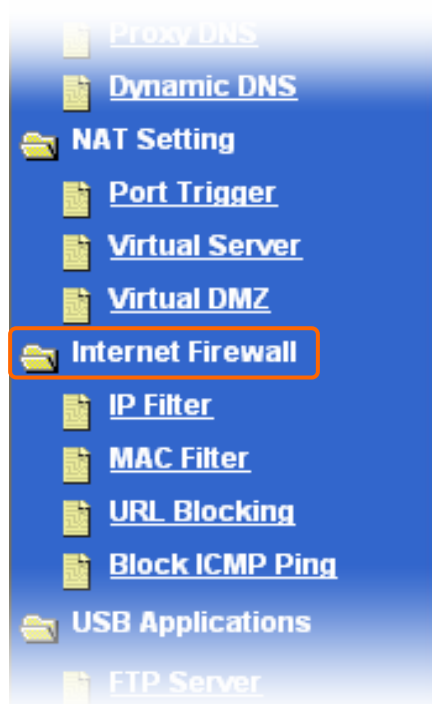 Proxy DNS
Dynamic DNS
NAT Setting
Port Trigger
Virtual Server
Virtual DMZ
Internet Firewall
IP Filter
MAC Filter
URL Blocking
Block ICMP Ping
USB Applications
FTP Server